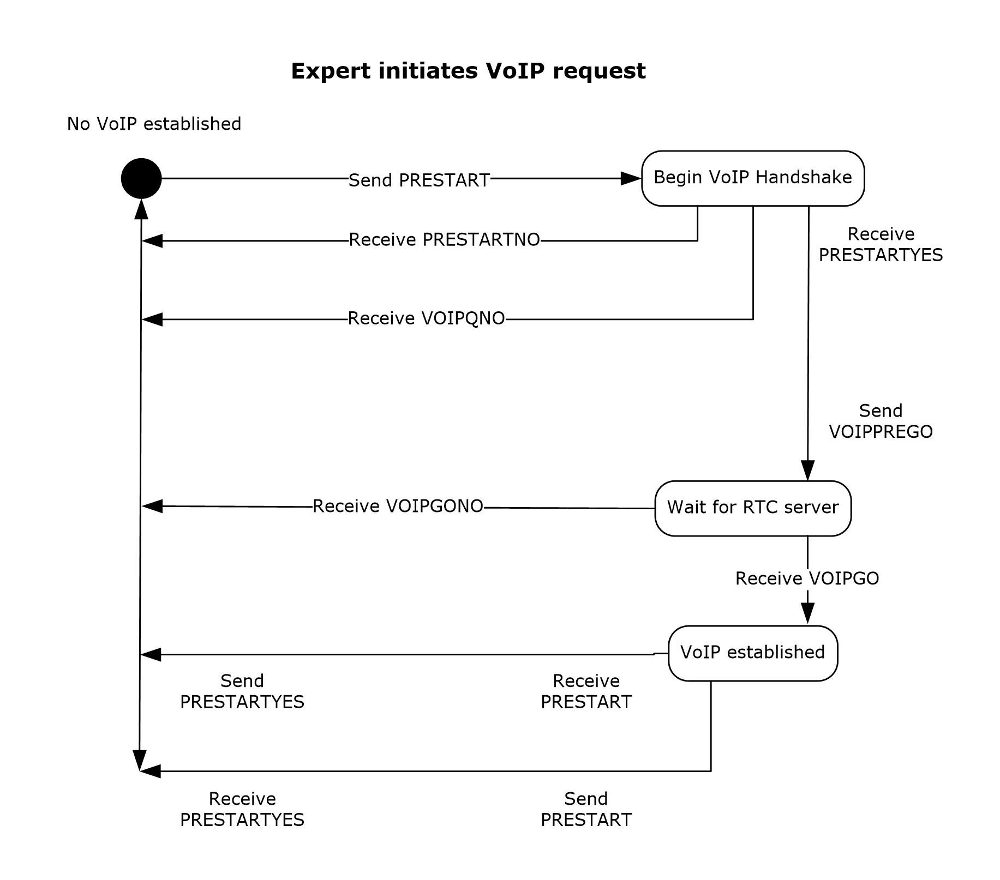 Expert initiates VoIP request
No VoIP established
Send PRESTART
Begin VoIP Handshake
Receive PRESTARTNO
Receive
PRESTARTYES
Receive VOIPQNO
Send
VOIPPREGO
Receive VOIPGONO
Wait for RTC server
Receive VOIPGO
VoIP established
Send
PRESTARTYES
Receive
PRESTART
Receive
PRESTARTYES
Send
PRESTART